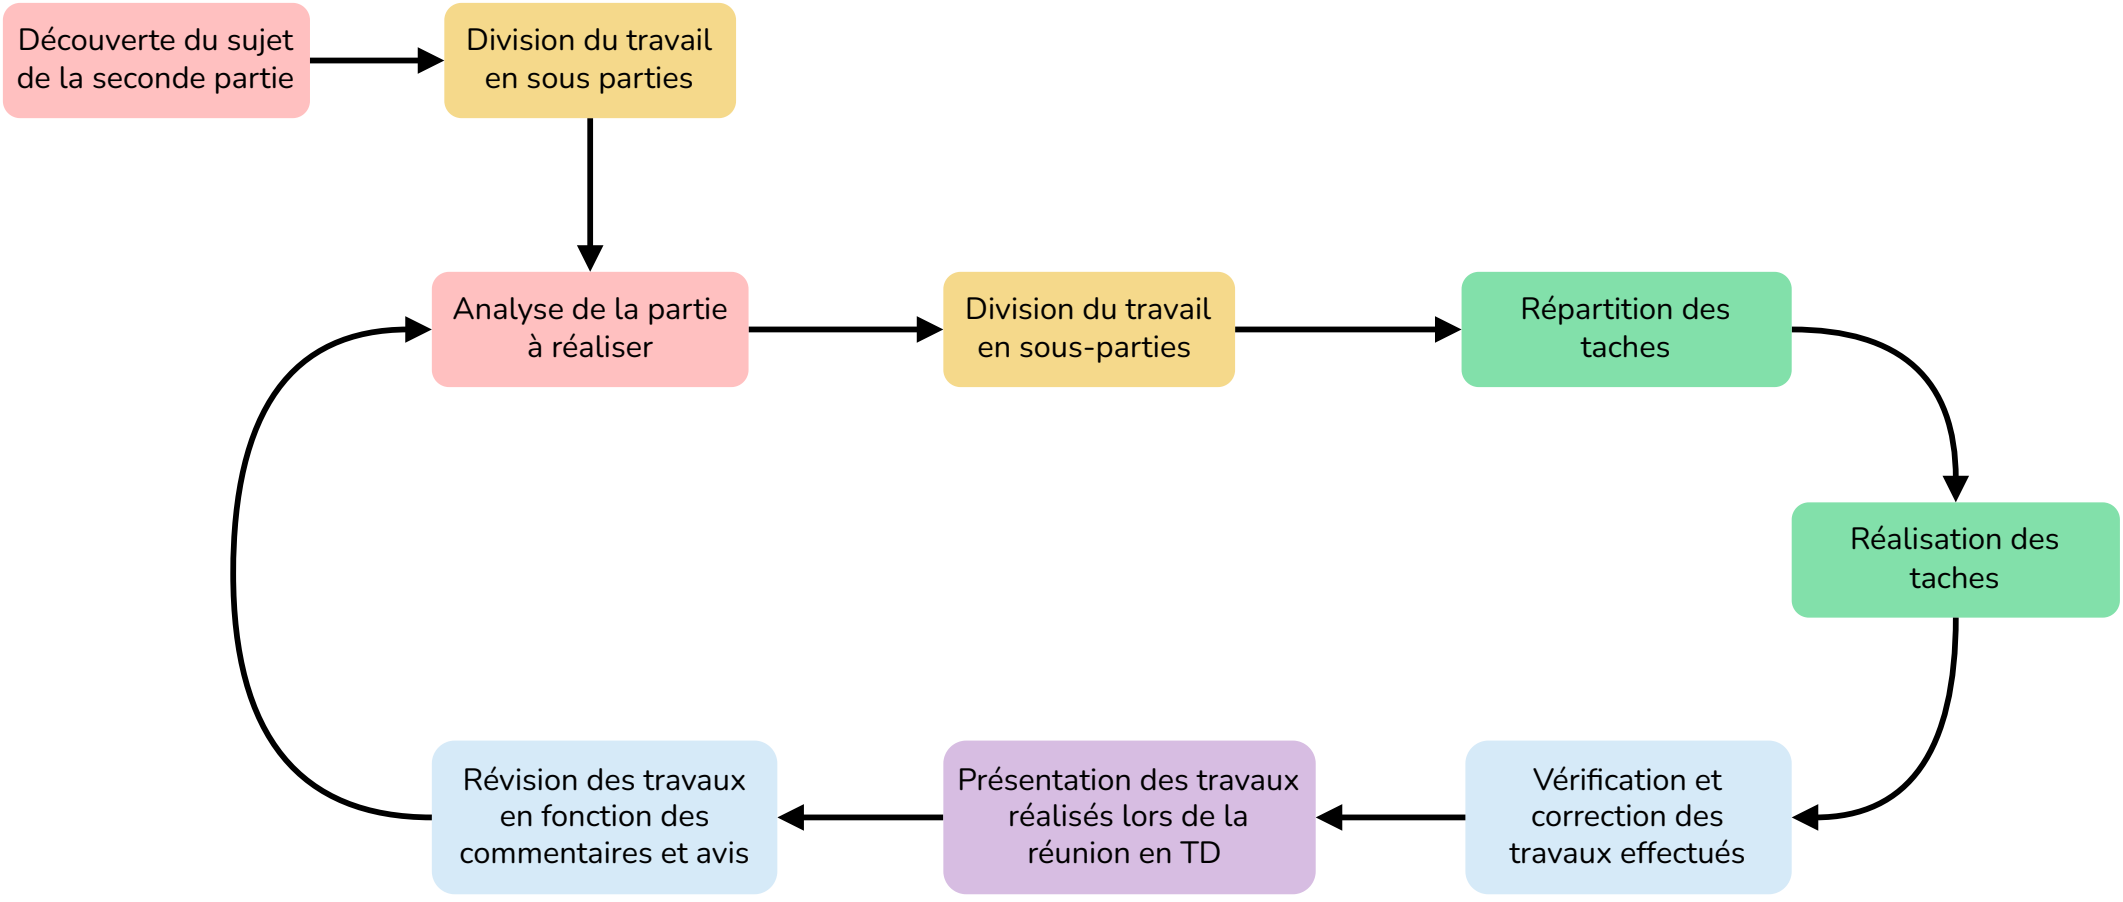 Découverte du sujet
de la seconde partie
Division du travail
en sous parties
Analyse de la partie
à réaliser
Division du travail
en sous-parties
Répartition des
taches
Réalisation des
taches
Vérification et
correction des
travaux effectués
Présentation des travaux
réalisés lors de la
réunion en TD
Révision des travaux
en fonction des
commentaires et avis